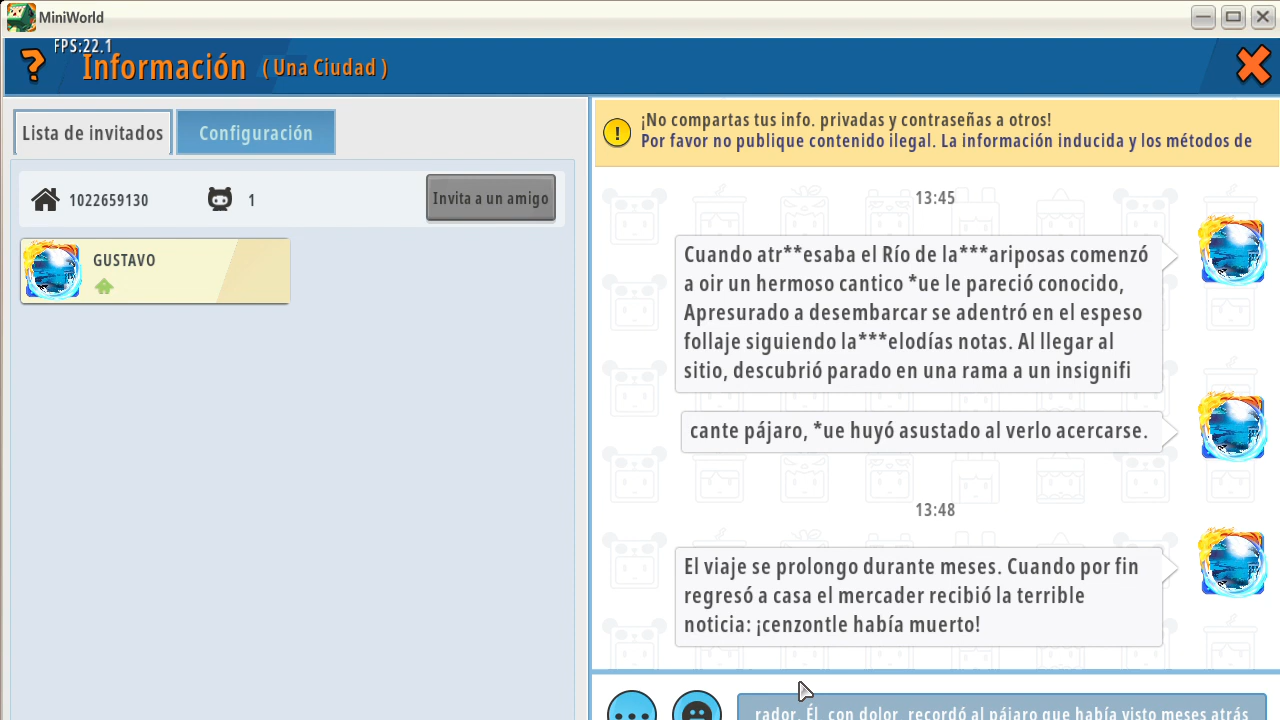 MiniWorld
FPS:22.1
Información (Una Ciudad)
Lista de invitados
Configuración
1022659130
1
Invita a un amigo
GUSTAVO
¡No compartas tus info. privadas y contraseñas a otros!
Por favor no publique contenido ilegal. La información inducida y los métodos de
13:45
Cuando atr**esaba el Río de la***ariposas comenzó
a oir un hermoso cantico *ue le pareció conocido,
Apresurado a desembarcar se adentró en el espeso
follaje siguiendo la***elodías notas. Al llegar al
sitio, descubrió parado en una rama a un insignifi
cante pájaro, *ue huyó asustado al verlo acercarse.
13:48
El viaje se prolongo durante meses. Cuando por fin
regresó a casa el mercader recibió la terrible
noticia: ¡cenzontle había muerto!
rador. Él, con dolor, recordó al pájaro que había visto meses atrás